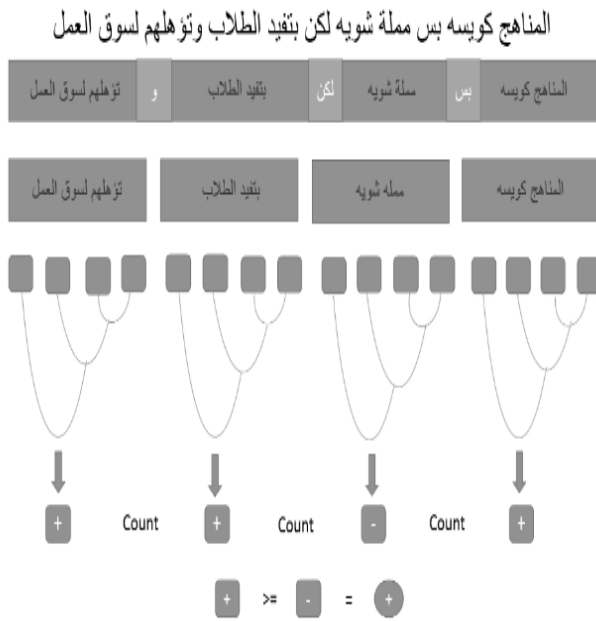 المناهج كويسه بس مملة شويه لكن بتفيد الطلاب وتؤهلهم لسوق العمل
المناهج كويسه بس مملة شويه لكن بتفيد الطلاب و تؤهلهم لسوق العمل
المناهج كويسه ممله شويه بتفيد الطلاب تؤهلهم لسوق العمل
+ Count + Count - Count +
+ >= - = +